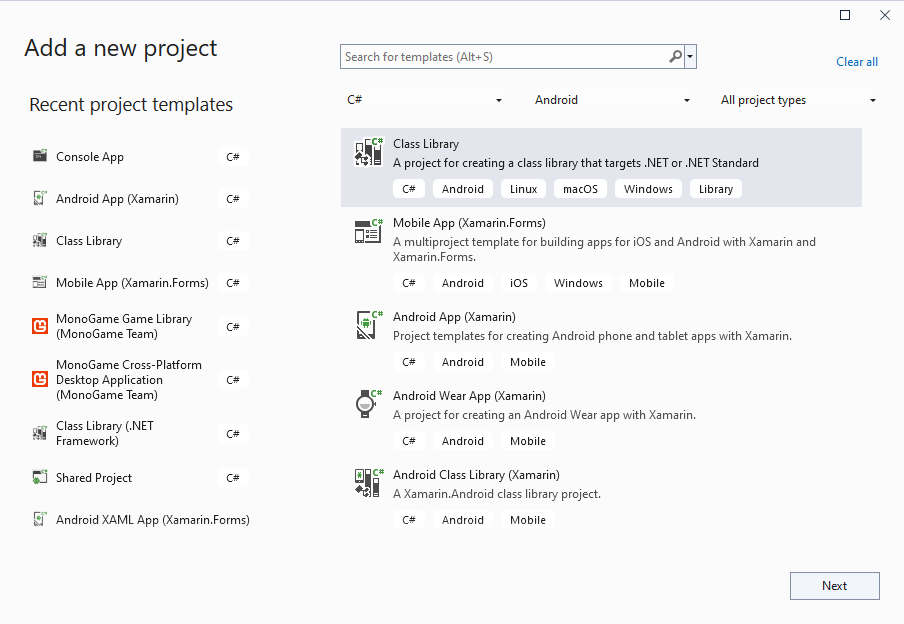 Add a new project
Search for templates (Alt+S)
Clear all
Recent project templates
C#
Android
All project types
Console App
C#
Android App (Xamarin)
C#
Class Library
C#
Mobile App (Xamarin.Forms)
C#
MonoGame Game Library
(MonoGame Team)
C#
MonoGame Cross-Platform
Desktop Application
(MonoGame Team)
C#
Class Library (.NET
Framework)
C#
Shared Project
C#
Android XAML App (Xamarin.Forms)
Class Library
A project for creating a class library that targets .NET or .NET Standard
C# Android Linux macOS Windows Library
Mobile App (Xamarin.Forms)
A multiproject template for building apps for iOS and Android with Xamarin and
Xamarin.Forms.
C# Android iOS Windows Mobile
Android App (Xamarin)
Project templates for creating Android phone and tablet apps with Xamarin.
C# Android Mobile
Android Wear App (Xamarin)
A project for creating an Android Wear app with Xamarin.
C# Android Mobile
Android Class Library (Xamarin)
A Xamarin.Android class library project.
C# Android Mobile
Next